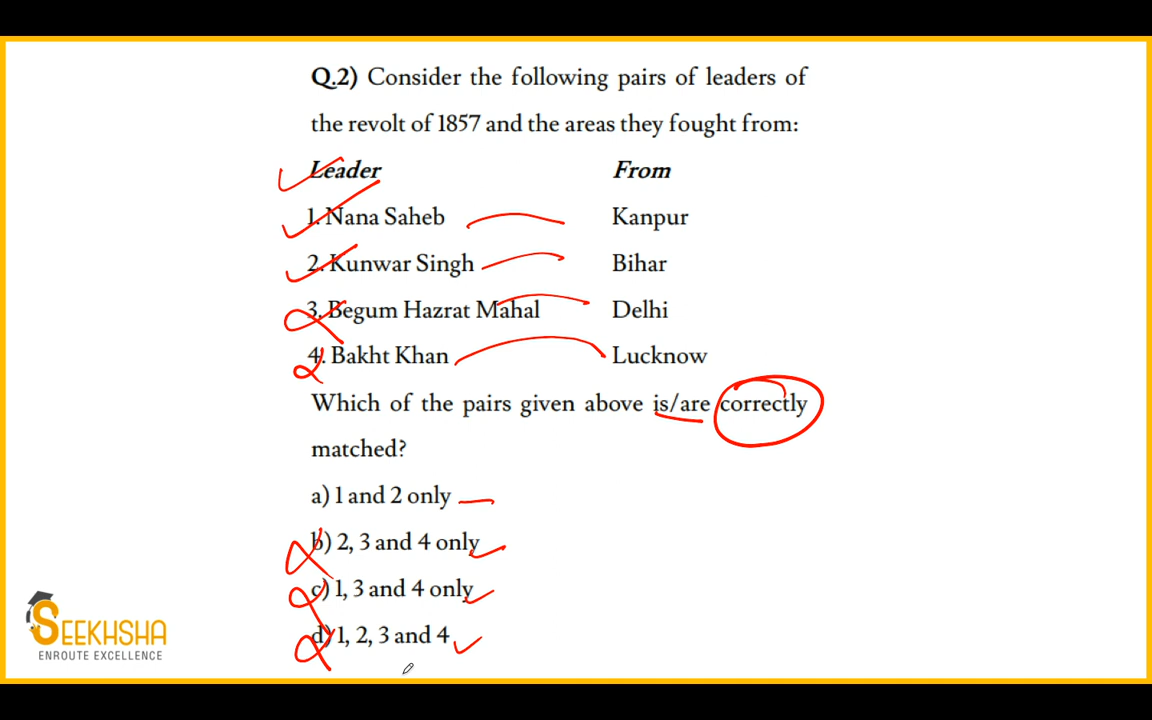 Q.2) Consider the following pairs of leaders of
the revolt of 1857 and the areas they fought from:
Leader From
1. Nana Saheb Kanpur
2. Kunwar Singh Bihar
3. Begum Hazrat Mahal Delhi
4. Bakht Khan Lucknow
Which of the pairs given above is/are correctly
matched?
a) 1 and 2 only
b) 2, 3 and 4 only
c) 1, 3 and 4 only
d) 1, 2, 3 and 4
SEEKHSHA
ENROUTE EXCELLENCE